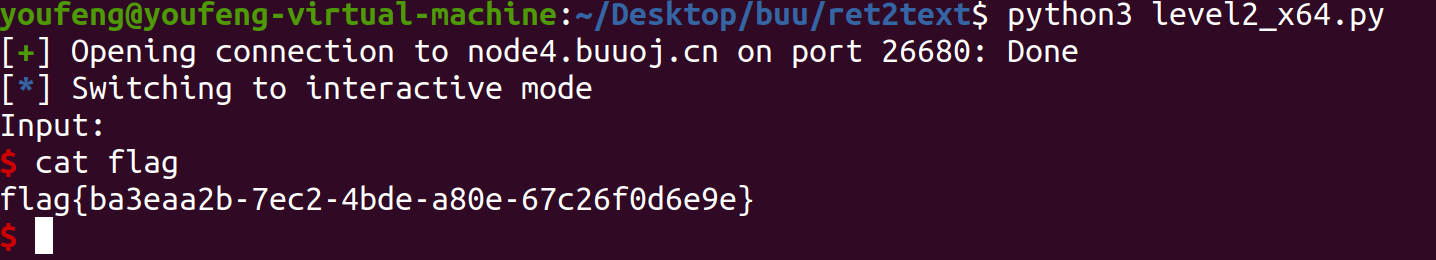 youfeng@youfeng-virtual-machine:~/Desktop/buu/ret2text$ python3 level2_x64.py
[+] Opening connection to node4.buuoj.cn on port 26680: Done
[*] Switching to interactive mode
Input:
$ cat flag
flag{ba3eaa2b-7ec2-4bde-a80e-67c26f0d6e9e}
$